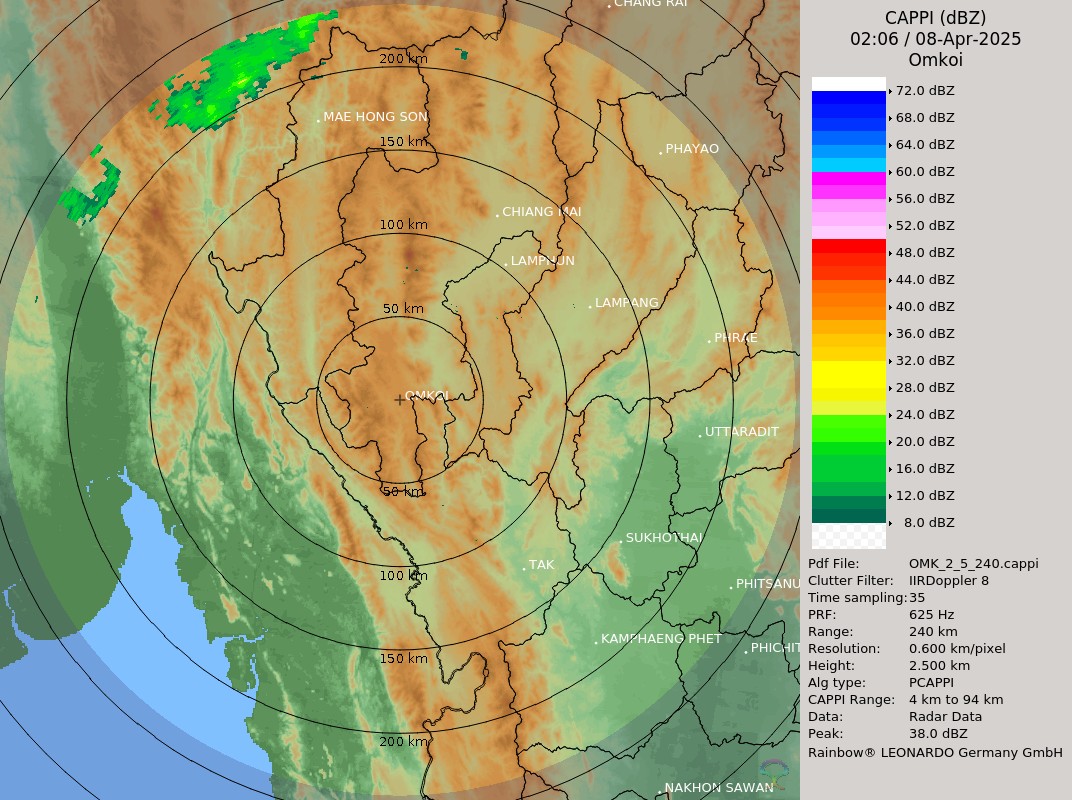 CHANG RAI
200 km
MAE HONG SON
150 km
PHAYAO
CHIANG MAI
100 km
LAMPHUN
LAMPANG
50 km
PHRAE
OMKOI
UTTARADIT
50 km
SUKHOTHAI
TAK
100 km
PHITSANU
KAMPHAENG PHET
PHICHIT
150 km
200 km
NAKHON SAWAN
CAPPI (dBZ)
02:06 / 08-Apr-2025
Omkoi
72.0 dBZ
68.0 dBZ
64.0 dBZ
60.0 dBZ
56.0 dBZ
52.0 dBZ
48.0 dBZ
44.0 dBZ
40.0 dBZ
36.0 dBZ
32.0 dBZ
28.0 dBZ
24.0 dBZ
20.0 dBZ
16.0 dBZ
12.0 dBZ
8.0 dBZ
Pdf File: OMK_2_5_240.cappi
Clutter Filter: IIRDoppler 8
Time sampling: 35
PRF: 625 Hz
Range: 240 km
Resolution: 0.600 km/pixel
Height: 2.500 km
Alg type: PCAPPI
CAPPI Range: 4 km to 94 km
Data: Radar Data
Peak: 38.0 dBZ
Rainbow® LEONARDO Germany GmbH